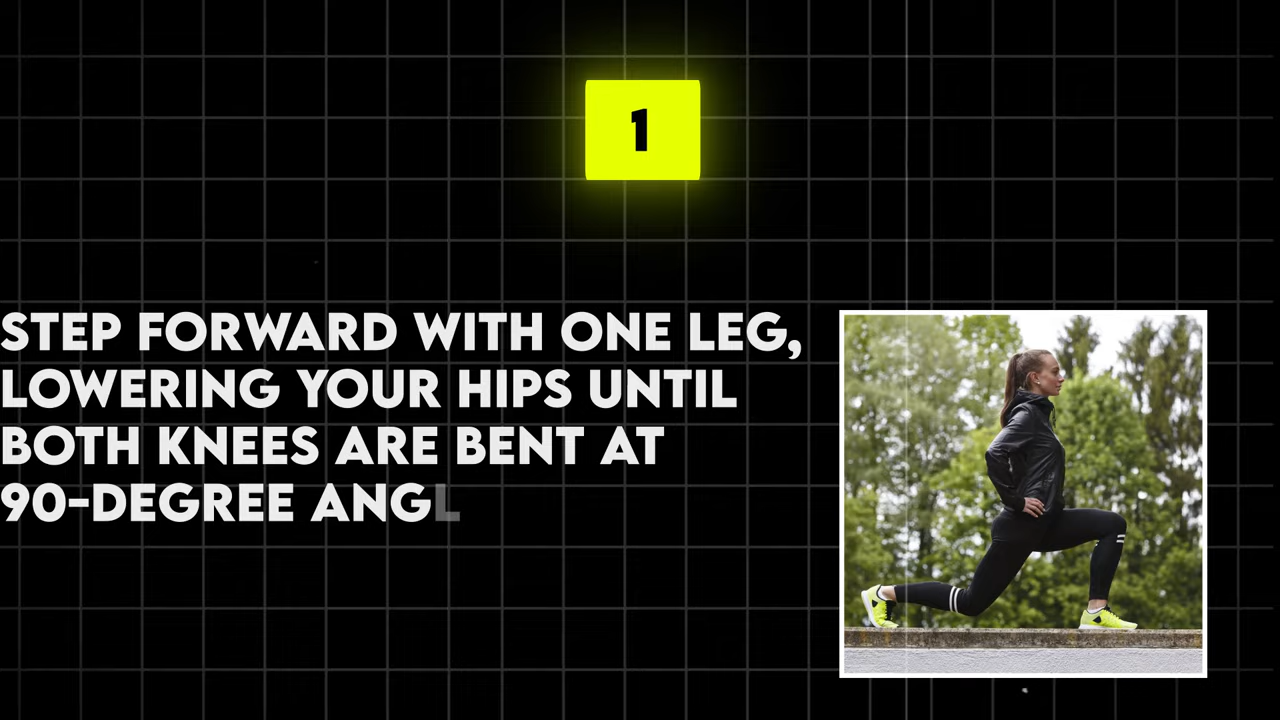 1
STEP FORWARD WITH ONE LEG,
LOWERING YOUR HIPS UNTIL
BOTH KNEES ARE BENT AT
90-DEGREE ANGL